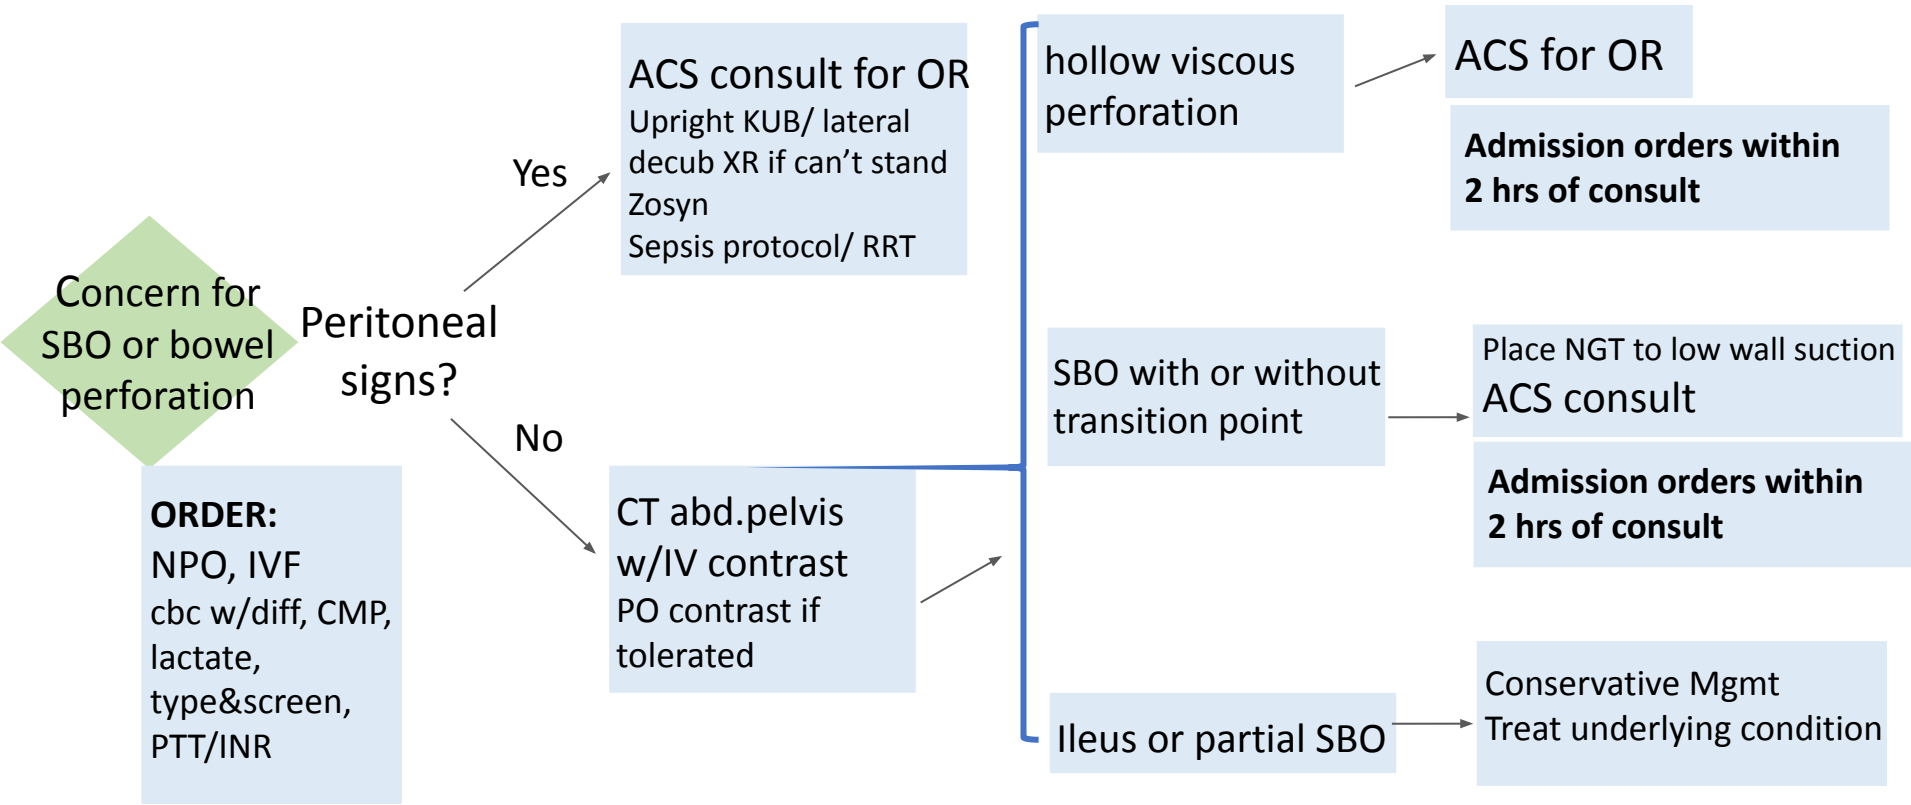 Concern for
SBO or bowel
perforation
ORDER:
NPO, IVF
cbc w/diff, CMP,
lactate,
type&screen,
PTT/INR
Peritoneal
signs?
Yes
No
ACS consult for OR
Upright KUB/ lateral
decub XR if can’t stand
Zosyn
Sepsis protocol/ RRT
CT abd.pelvis
w/IV contrast
PO contrast if
tolerated
hollow viscous
perforation
ACS for OR
Admission orders within
2 hrs of consult
SBO with or without
transition point
Place NGT to low wall suction
ACS consult
Admission orders within
2 hrs of consult
Ileus or partial SBO
Conservative Mgmt
Treat underlying condition